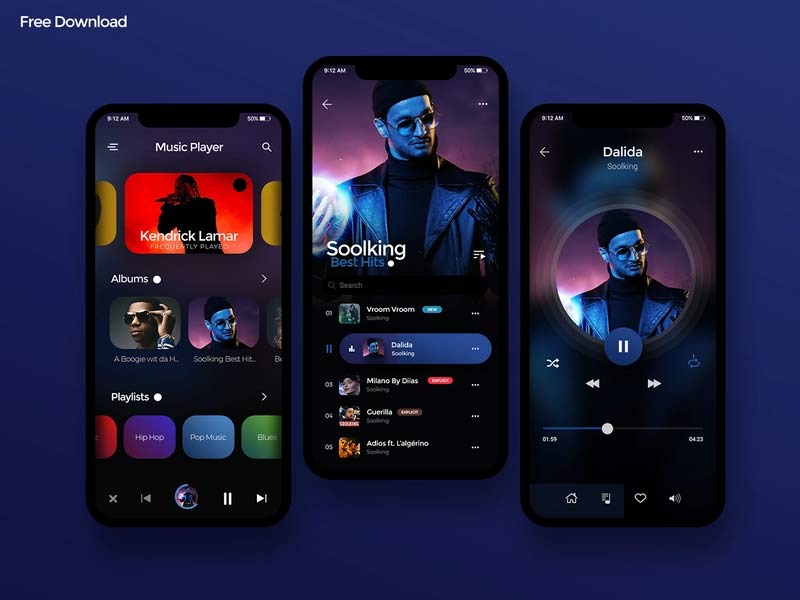 Free Download
9:12 AM
50%
Music Player
Kendrick Lamar
FREQUENTLY PLAYED
Albums
A Boogie wit da H...
Soolking Best Hit...
Be
Playlists
Hip Hop
Pop Music
Blues
9:12 AM
50%
Soolking
Best Hits
Search
01 Vroom Vroom NEW
Soolking
Dalida
Soolking
03 Milano By Diias EXPLICIT
Soolking
04 Guerilla EXPLICIT
Soolking
SOOLKING
05 Adios ft. L'algérino
Soolking
9:12 AM
50%
Dalida
Soolking
01:59
04:23